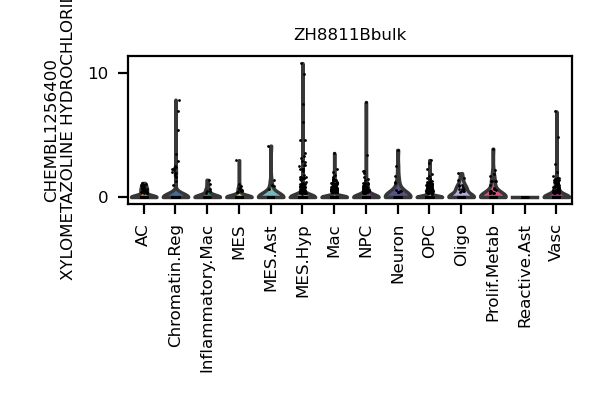 ZH8811Bbulk
CHEMBL1256400
XYLOMETAZOLINE
10
0
AC
Chromatin.Reg
Inflammatory.Mac
MES
MES.Ast
MES.Hyp
Mac
NPC
Neuron
OPC
Oligo
Prolif.Metab
Reactive.Ast
Vasc